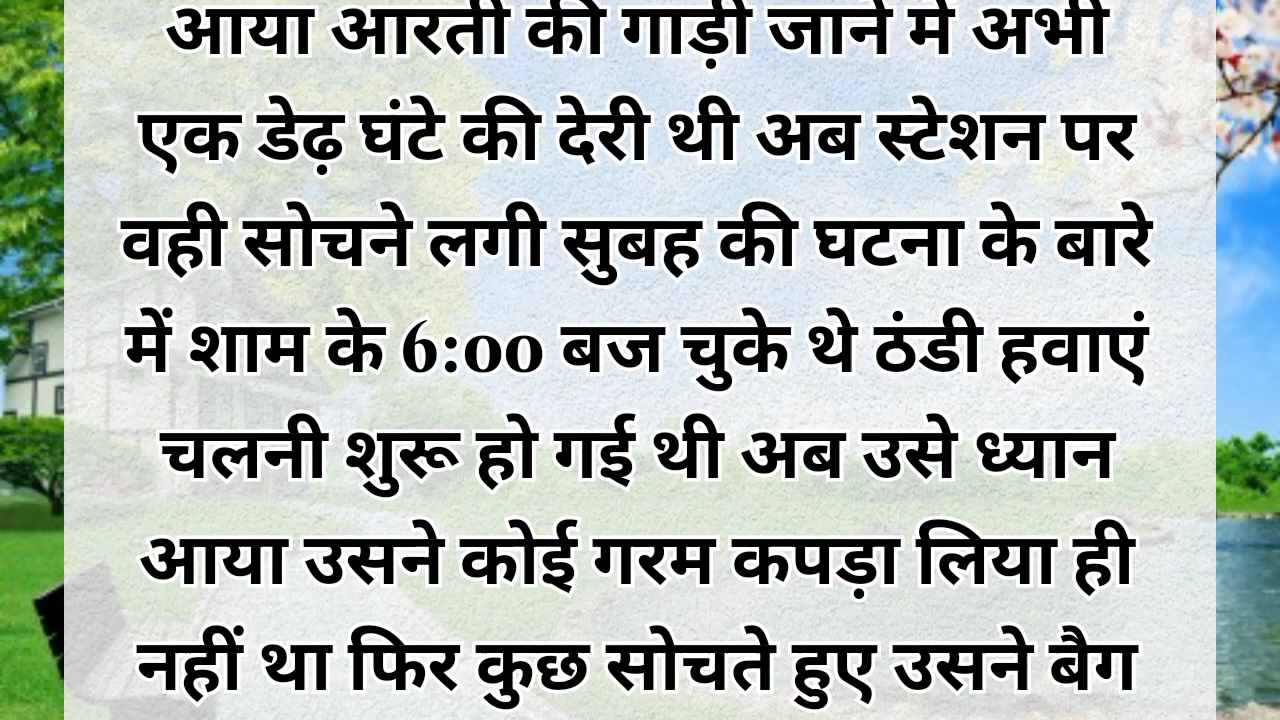 आया आरती की गाड़ी जाने में अभी
एक डेढ़ घंटे की देरी थी अब स्टेशन पर
वही सोचने लगी सुबह की घटना के बारे
में शाम के 6:00 बज चुके थे ठंडी हवाएं
चलनी शुरू हो गई थी अब उसे ध्यान
आया उसने कोई गरम कपड़ा लिया ही
नहीं था फिर कुछ सोचते हुए उसने बैग